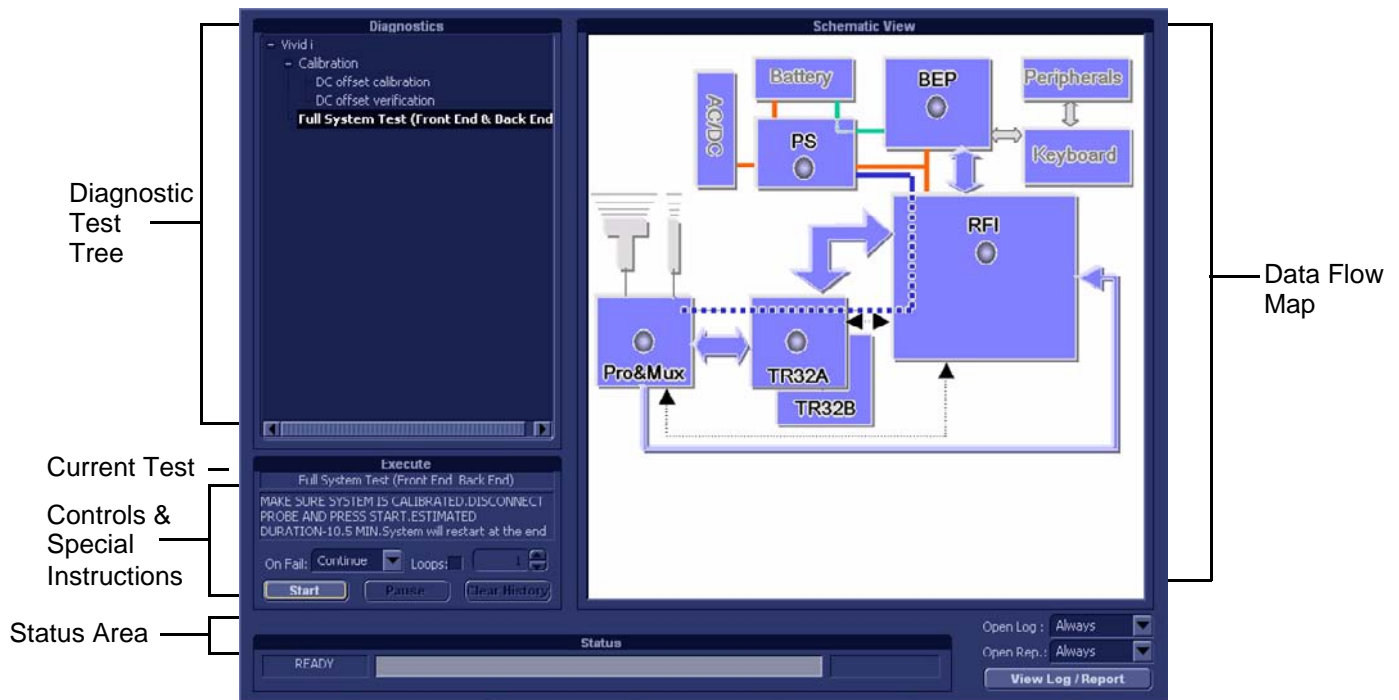 Diagnostics
Schematic View
Vivid i
Calibration
DC offset calibration
DC offset verification
Full System Test (Front End & Back End
Battery
BEP
Peripherals
AC/DC
PS
Keyboard
RFI
Pro&Mux
TR32A
TR32B
Diagnostic
Test
Tree
Data Flow
Map
Current Test
Execute
Full System Test (Front End Back End)
Controls &
Special
Instructions
MAKE SURE SYSTEM IS CALIBRATED.DISCONNECT
PROBE AND PRESS START.ESTIMATED
DURATION-10.5 MIN.System will restart at the end
On Fail: Continue Loops: 1
Start Pause Clear History
Status Area
Status
READY
Open Log : Always
Open Rep.: Always
View Log / Report